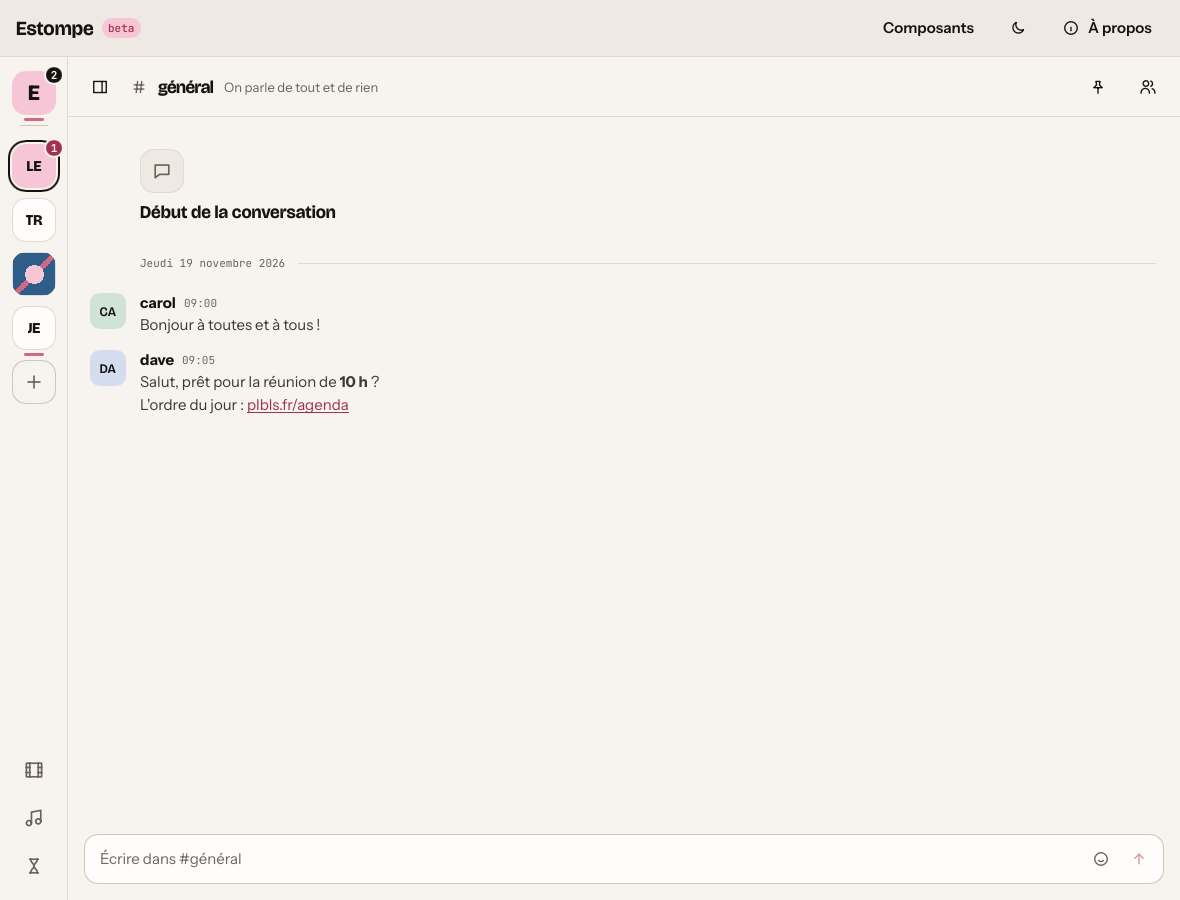 Estompe beta
Composants
À propos
E 2
LE 1
TR
JE
# général On parle de tout et de rien
Début de la conversation
Jeudi 19 novembre 2026
CA carol 09:00
Bonjour à toutes et à tous !
DA dave 09:05
Salut, prêt pour la réunion de 10 h ?
L'ordre du jour : plbls.fr/agenda
Écrire dans #général